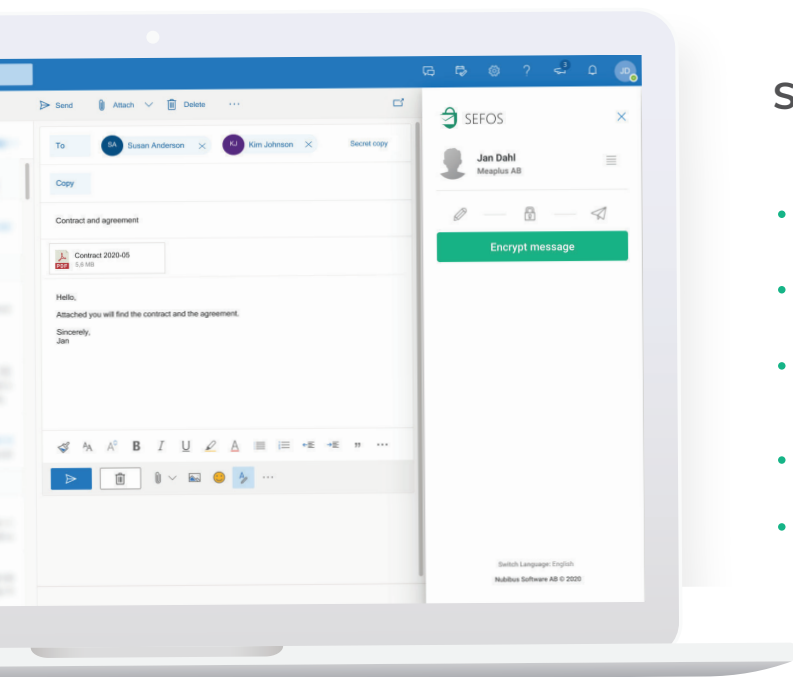 3
JD
Send Attach Delete ...
To SA Susan Anderson KJ Kim Johnson Secret copy
Copy
Contract and agreement
PDF Contract 2020-05
5,6 MB
Hello,
Attached you will find the contract and the agreement.
Sincerely,
Jan
B I U A
SEFOS
Jan Dahl
Meaplus AB
Encrypt message
Switch Language: English
Nubibus Software AB © 2020
S